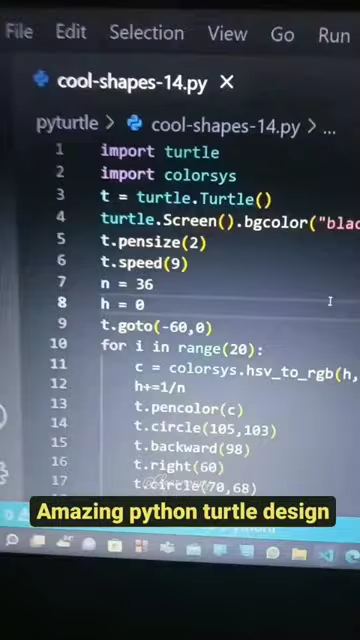 File Edit Selection View Go Run
cool-shapes-14.py X
pyturtle > cool-shapes-14.py > ...
1 import turtle
2 import colorsys
3 t = turtle.Turtle()
4 turtle.Screen().bgcolor("blac
5 t.pensize(2)
6 t.speed(9)
7 n = 36
8 h = 0
9 t.goto(-60,0)
10 for i in range(20):
11 c = colorsys.hsv_to_rgb(h,
12 h+=1/n
13 t.pencolor(c)
14 t.circle(105,103)
15 t.backward(98)
16 t.right(60)
17 t.circle(70,68)
Amazing python turtle design